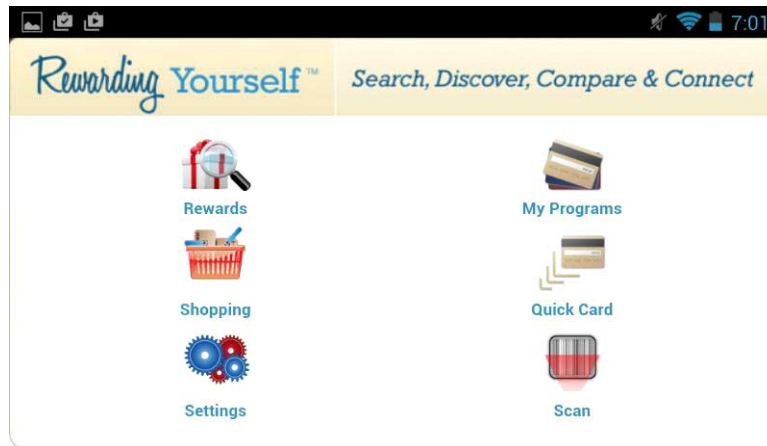 7:01
Rewarding Yourself™ Search, Discover, Compare & Connect
Rewards My Programs
Shopping Quick Card
Settings Scan